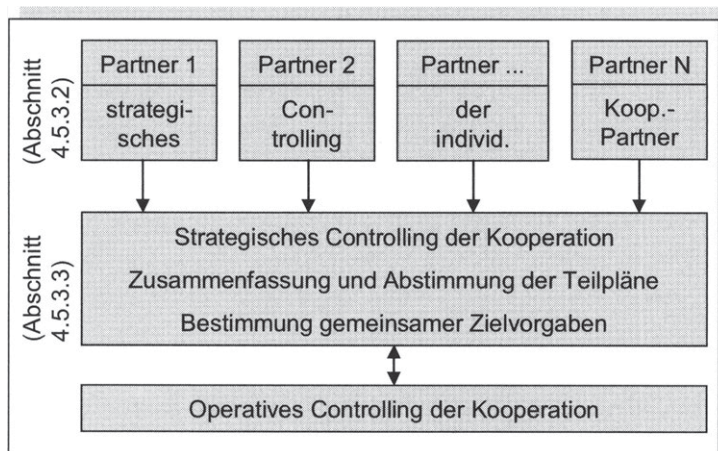 (Abschnitt
4.5.3.2)
Partner 1
strategi-
sches
Partner 2
Con-
trolling
Partner ...
der
individ.
Partner N
Koop.-
Partner
(Abschnitt
4.5.3.3)
Strategisches Controlling der Kooperation
Zusammenfassung und Abstimmung der Teilpläne
Bestimmung gemeinsamer Zielvorgaben
Operatives Controlling der Kooperation